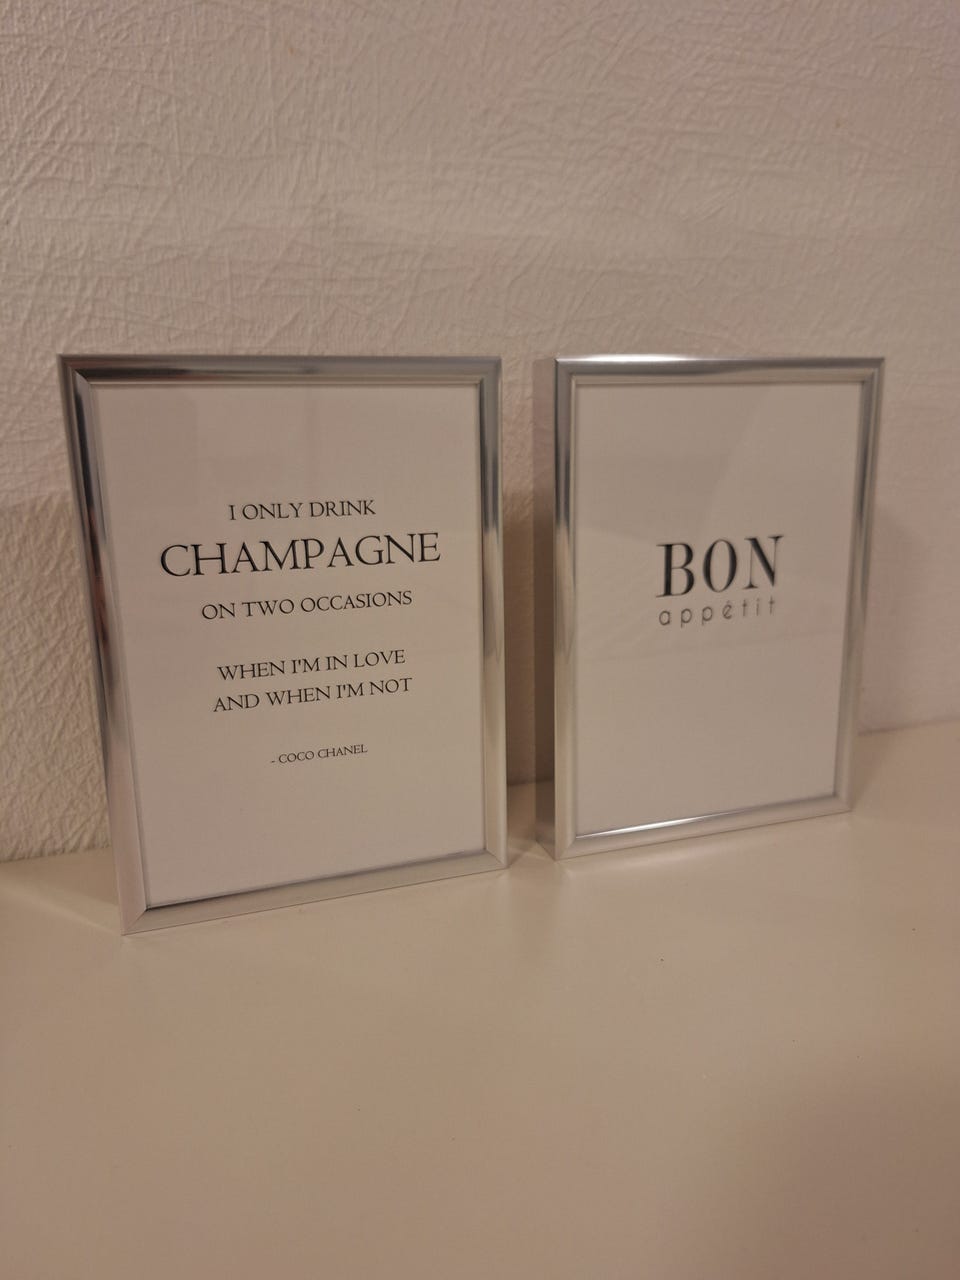 I ONLY DRINK
CHAMPAGNE
ON TWO OCCASIONS
WHEN I'M IN LOVE
AND WHEN I'M NOT
- COCO CHANEL
BON
appétit